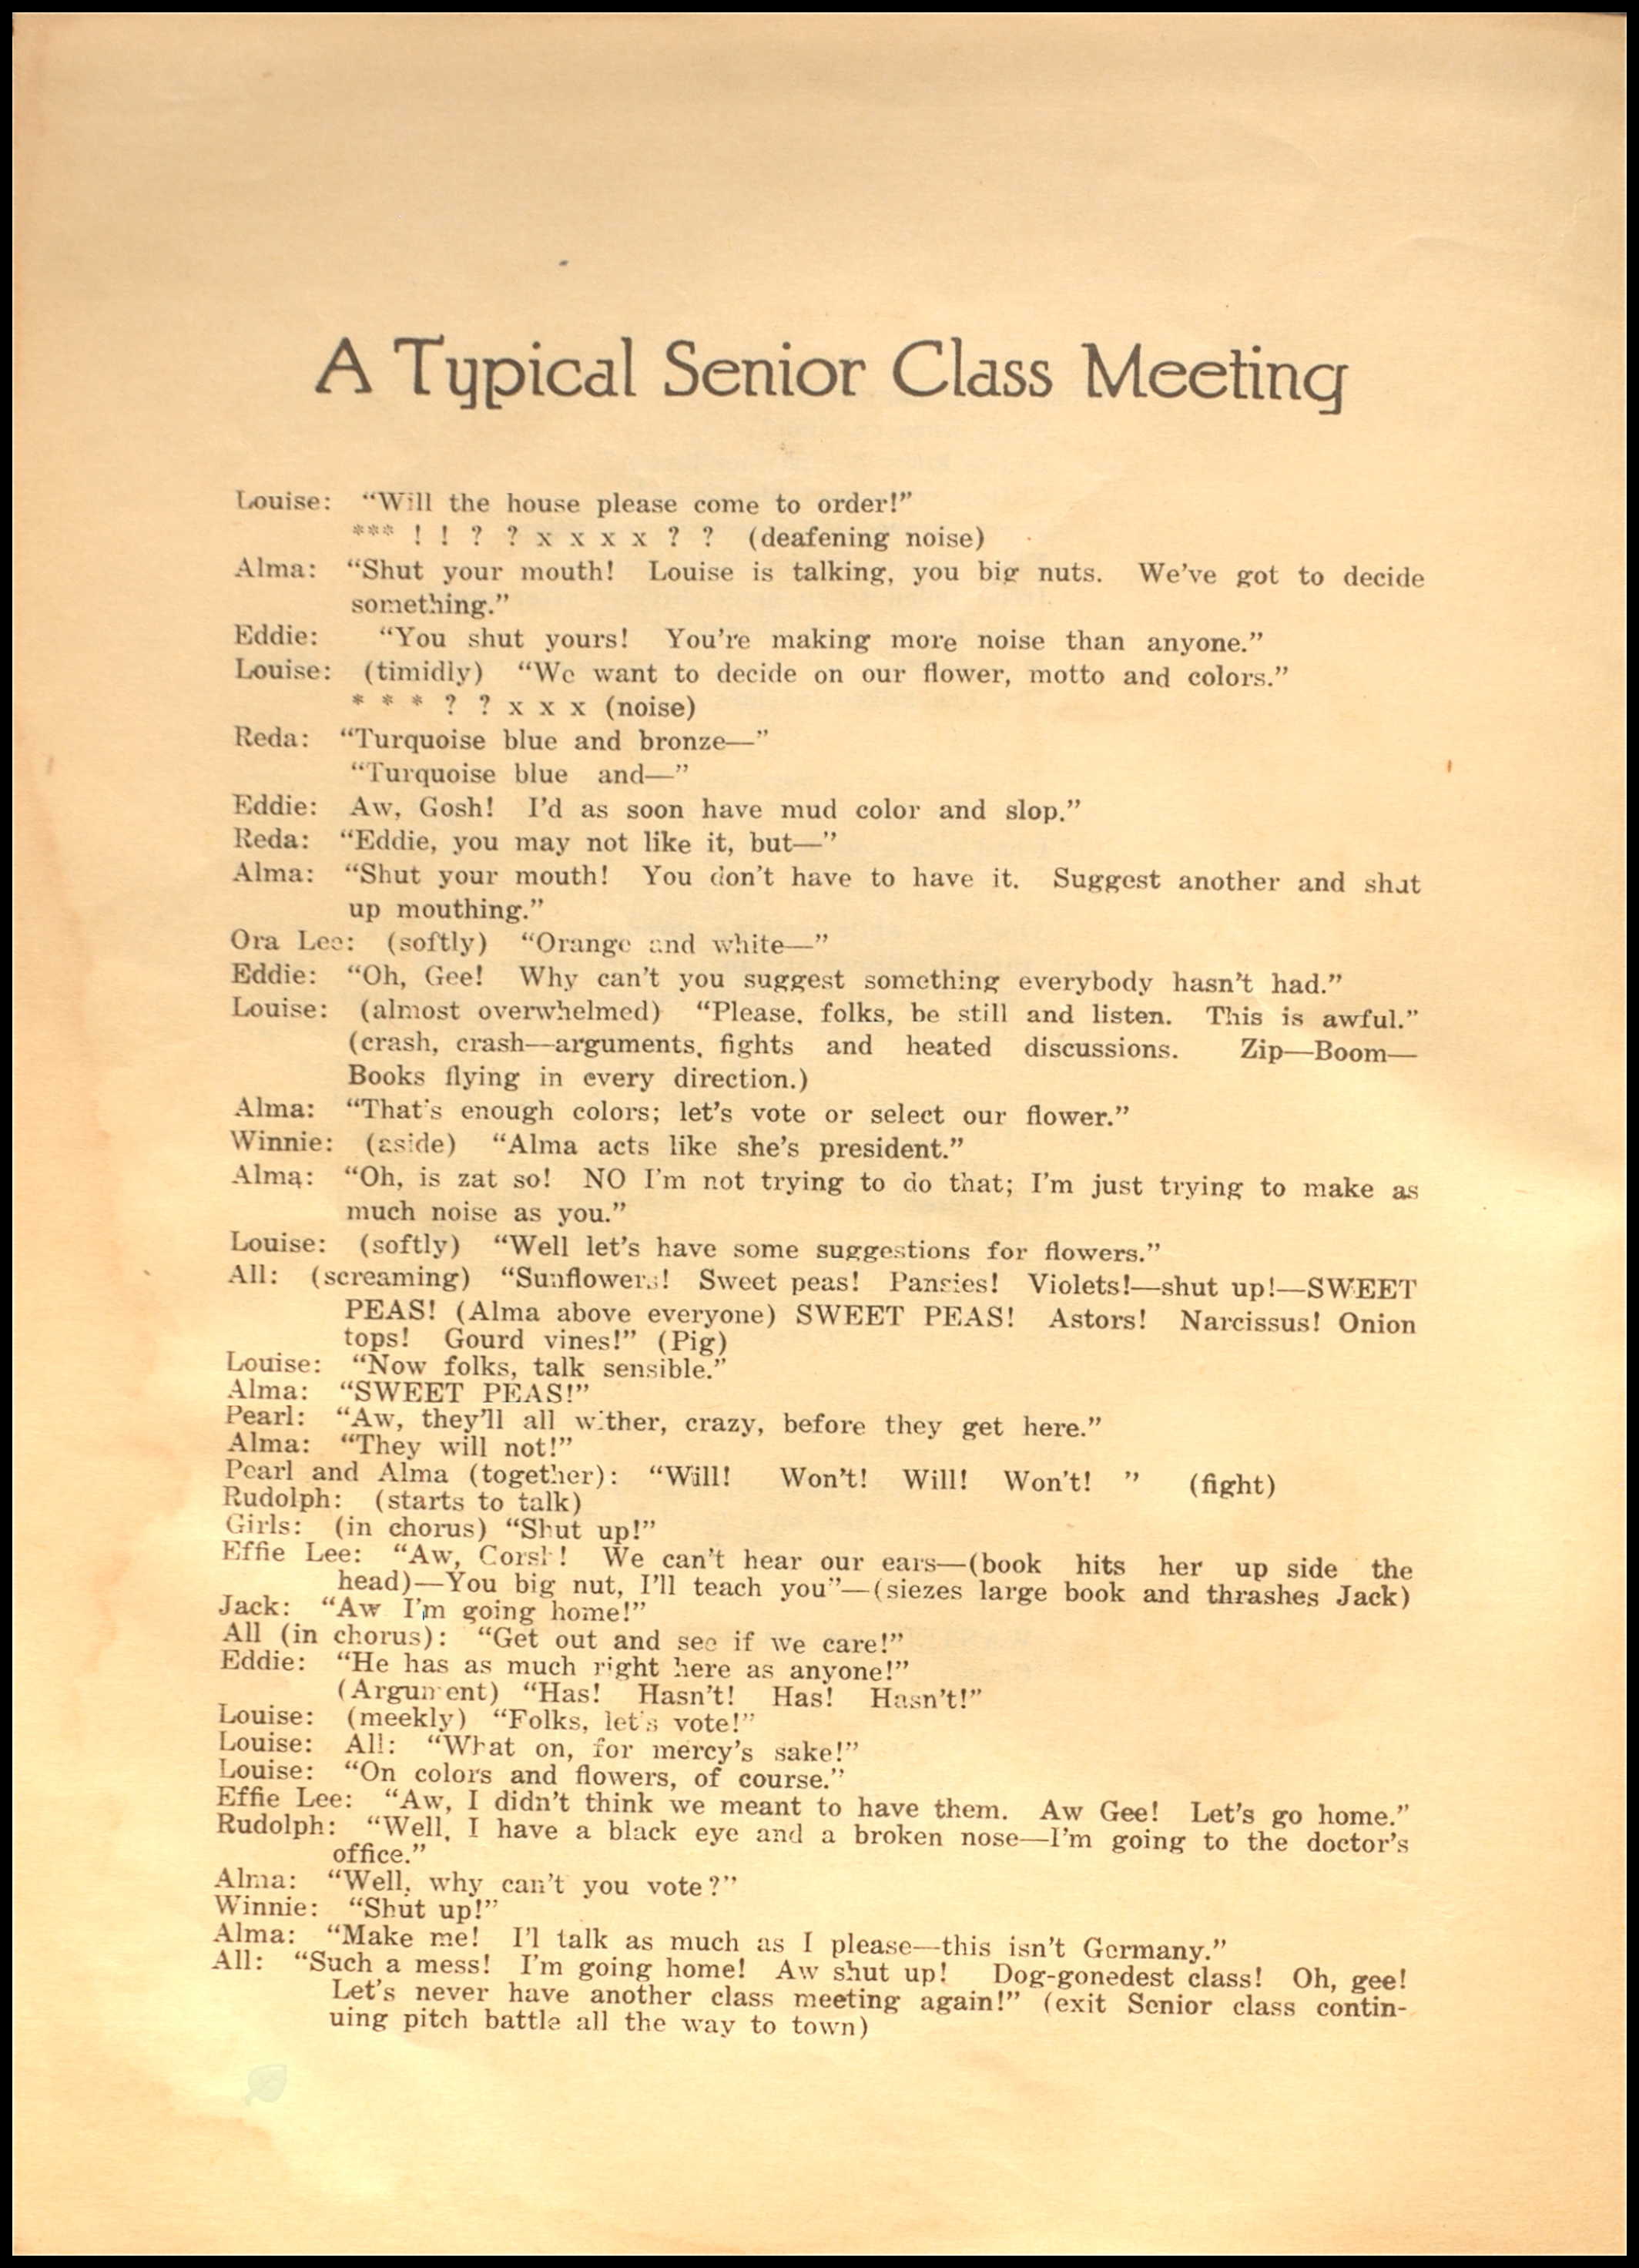 A Typical Senior Class Meeting
Louise: “Will the house please come to order!”
*** ! ! ? ? x x x x ? ? (deafening noise)
Alma: “Shut your mouth! Louise is talking, you big nuts. We've got to decide
something.”
Eddie: “You shut yours! You're making more noise than anyone.”
Louise: (timidly) “We want to decide on our flower, motto and colors.”
* * * ? ? x x x (noise)
Reda: “Turquoise blue and bronze—”
“Turquoise blue and—”
Eddie: Aw, Gosh! I'd as soon have mud color and slop.”
Reda: “Eddie, you may not like it, but—”
Alma: “Shut your mouth! You don't have to have it. Suggest another and shut
up mouthing.”
Ora Lee: (softly) “Orange and white—”
Eddie: “Oh, Gee! Why can't you suggest something everybody hasn't had.”
Louise: (almost overwhelmed) “Please, folks, be still and listen. This is awful.”
(crash, crash—arguments, fights and heated discussions. Zip—Boom—
Books flying in every direction.)
Alma: “That's enough colors; let's vote or select our flower.”
Winnie: (aside) “Alma acts like she's president.”
Alma: “Oh, is zat so! NO I'm not trying to do that; I'm just trying to make as
much noise as you.”
Louise: (softly) “Well let's have some suggestions for flowers.”
All: (screaming) “Sunflowers! Sweet peas! Pansies! Violets!—shut up!—SWEET
PEAS! (Alma above everyone) SWEET PEAS! Astors! Narcissus! Onion
tops! Gourd vines!” (Pig)
Louise: “Now folks, talk sensible.”
Alma: “SWEET PEAS!”
Pearl: “Aw, they'll all wither, crazy, before they get here.”
Alma: “They will not!”
Pearl and Alma (together): “Will! Won't! Will! Won't! ” (fight)
Rudolph: (starts to talk)
Girls: (in chorus) “Shut up!”
Effie Lee: “Aw, Corsh! We can't hear our ears—(book hits her up side the
head)—You big nut, I'll teach you”—(siezes large book and thrashes Jack)
Jack: “Aw I'm going home!”
All (in chorus): “Get out and see if we care!”
Eddie: “He has as much right here as anyone!”
(Argument) “Has! Hasn't! Has! Hasn't!”
Louise: (meekly) “Folks, let's vote!”
Louise: All: “What on, for mercy's sake!”
Louise: “On colors and flowers, of course.”
Effie Lee: “Aw, I didn't think we meant to have them. Aw Gee! Let's go home.”
Rudolph: “Well, I have a black eye and a broken nose—I'm going to the doctor's
office.”
Alma: “Well, why can't you vote?”
Winnie: “Shut up!”
Alma: “Make me! I'l talk as much as I please—this isn't Germany.”
All: “Such a mess! I'm going home! Aw shut up! Dog-gonedest class! Oh, gee!
Let's never have another class meeting again!” (exit Senior class contin-
uing pitch battle all the way to town)